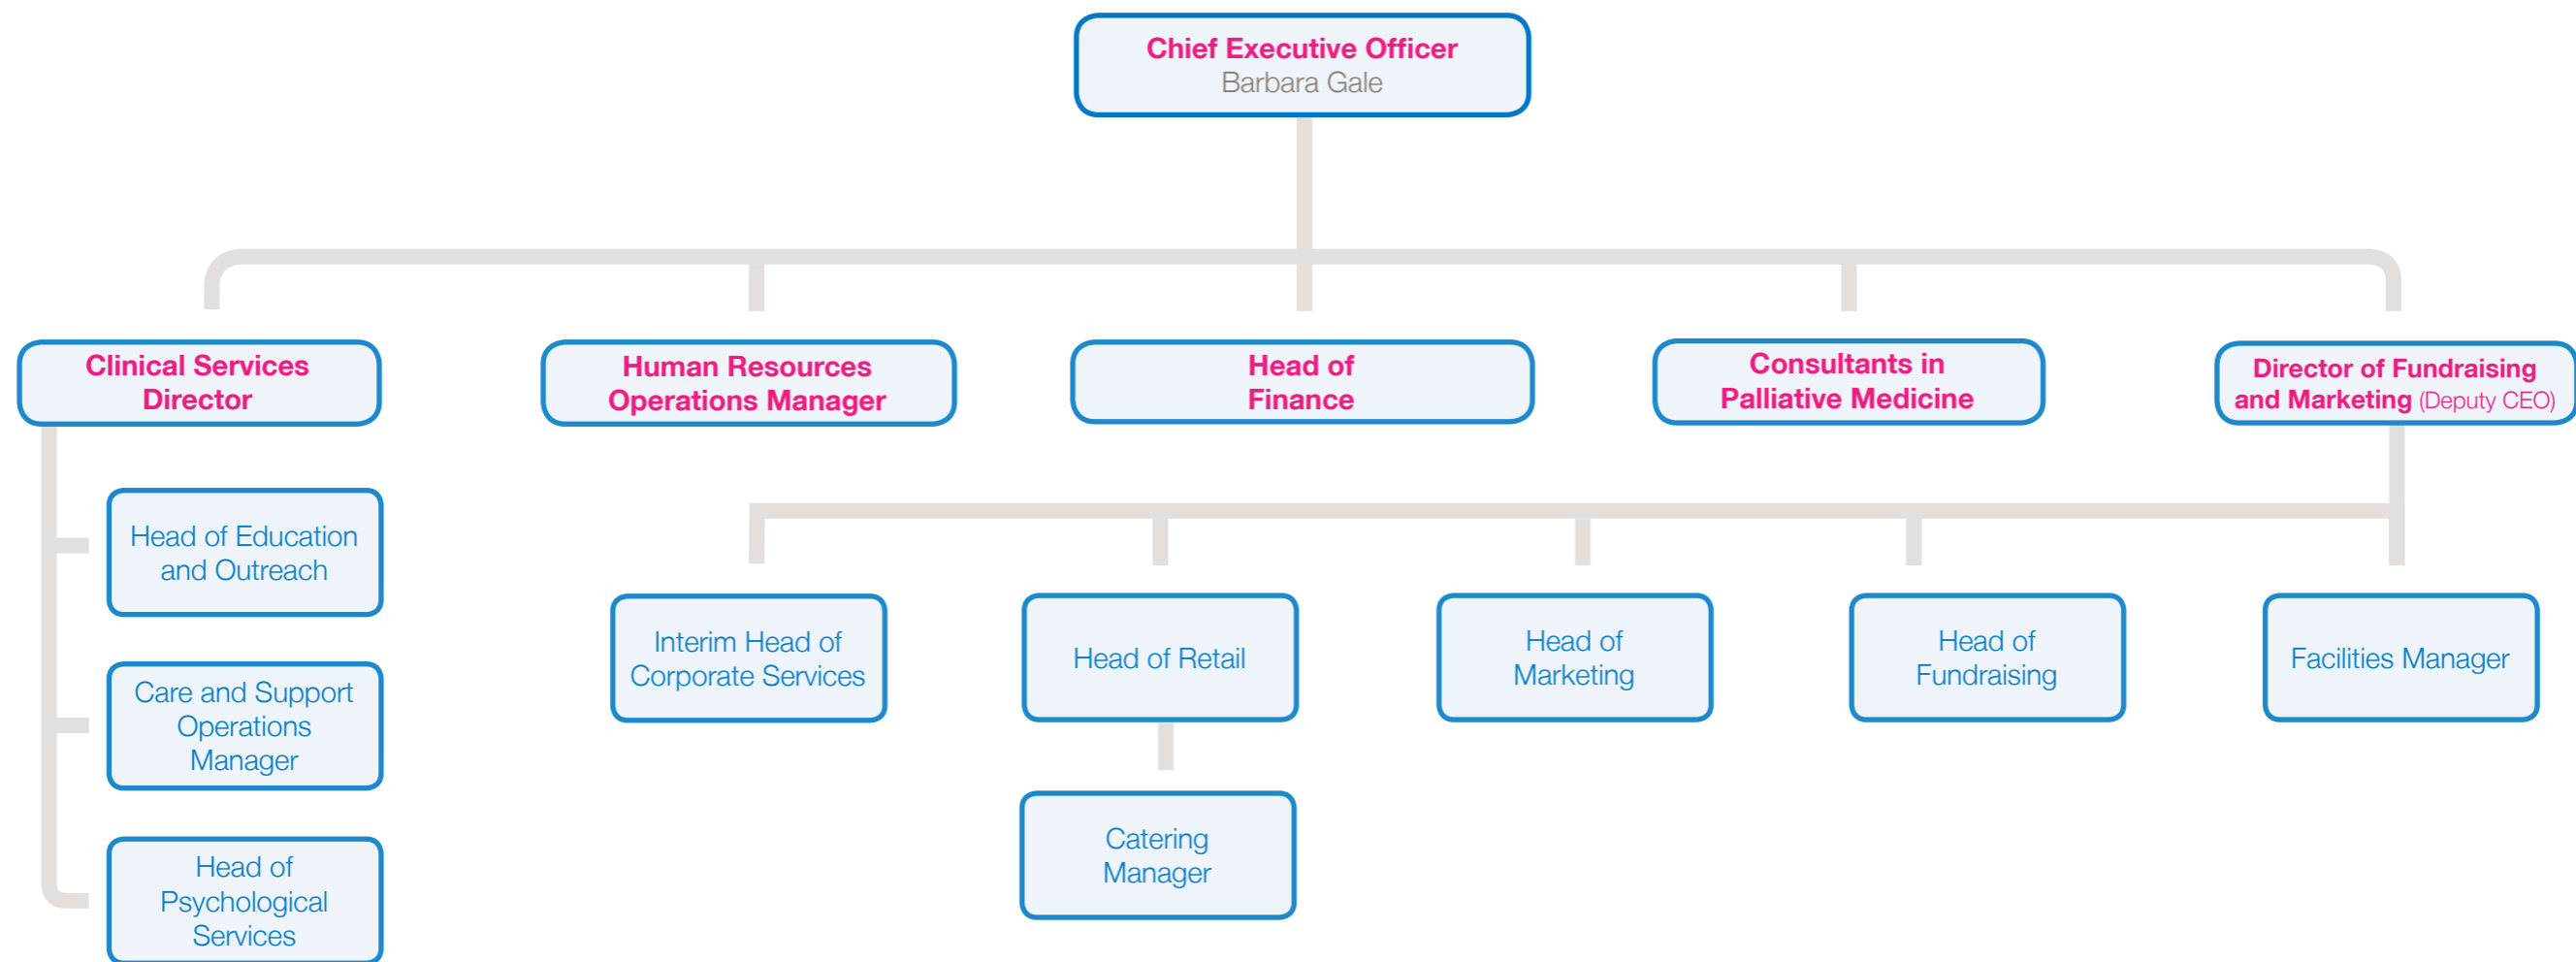 Chief Executive Officer
Barbara Gale
Clinical Services
Director
Human Resources
Operations Manager
Head of
Finance
Consultants in
Palliative Medicine
Director of Fundraising
and Marketing (Deputy CEO)
Head of Education
and Outreach
Care and Support
Operations
Manager
Head of
Psychological
Services
Interim Head of
Corporate Services
Head of Retail
Head of
Marketing
Head of
Fundraising
Facilities Manager
Catering
Manager